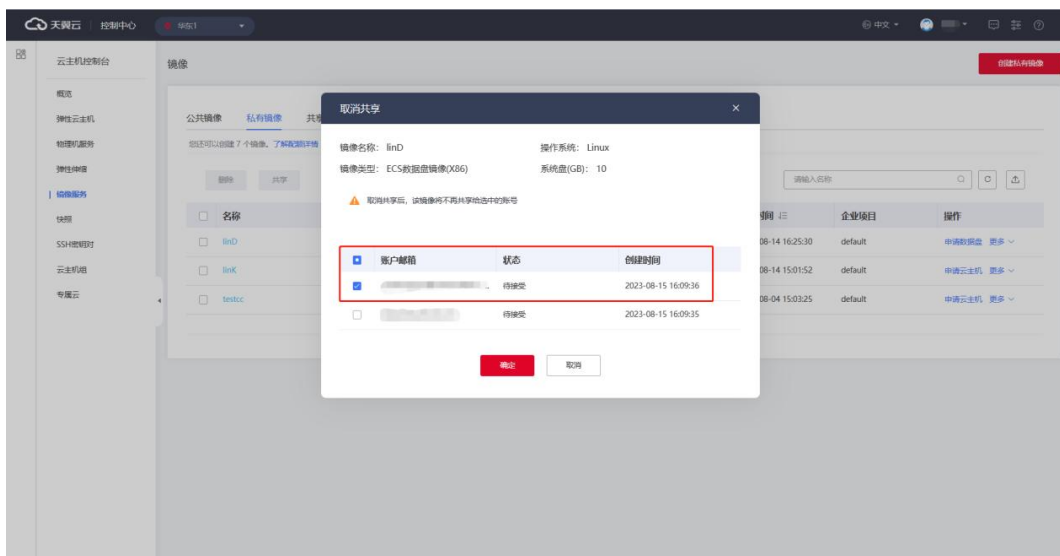 天翼云 控制中心 华东1 中文
云主机控制台
概览
弹性云主机
物理机服务
弹性伸缩
镜像服务
快照
SSH密钥对
云主机组
专属云
镜像 创建私有镜像
公共镜像 私有镜像
您还可以创建 7 个镜像。了解配额详情
删除 共享 请输入名称
名称 企业项目 操作
linD 08-14 16:25:30 default 申请数据盘 更多
linK 08-14 15:01:52 default 申请云主机 更多
testcc 08-04 15:03:25 default 申请云主机 更多
取消共享 ×
镜像名称: linD 操作系统: Linux
镜像类型: ECS数据盘镜像(X86) 系统盘(GB): 10
取消共享后，该镜像将不再共享给选中的账号
账户邮箱 状态 创建时间
待接受 2023-08-15 16:09:36
待接受 2023-08-15 16:09:35
确定 取消